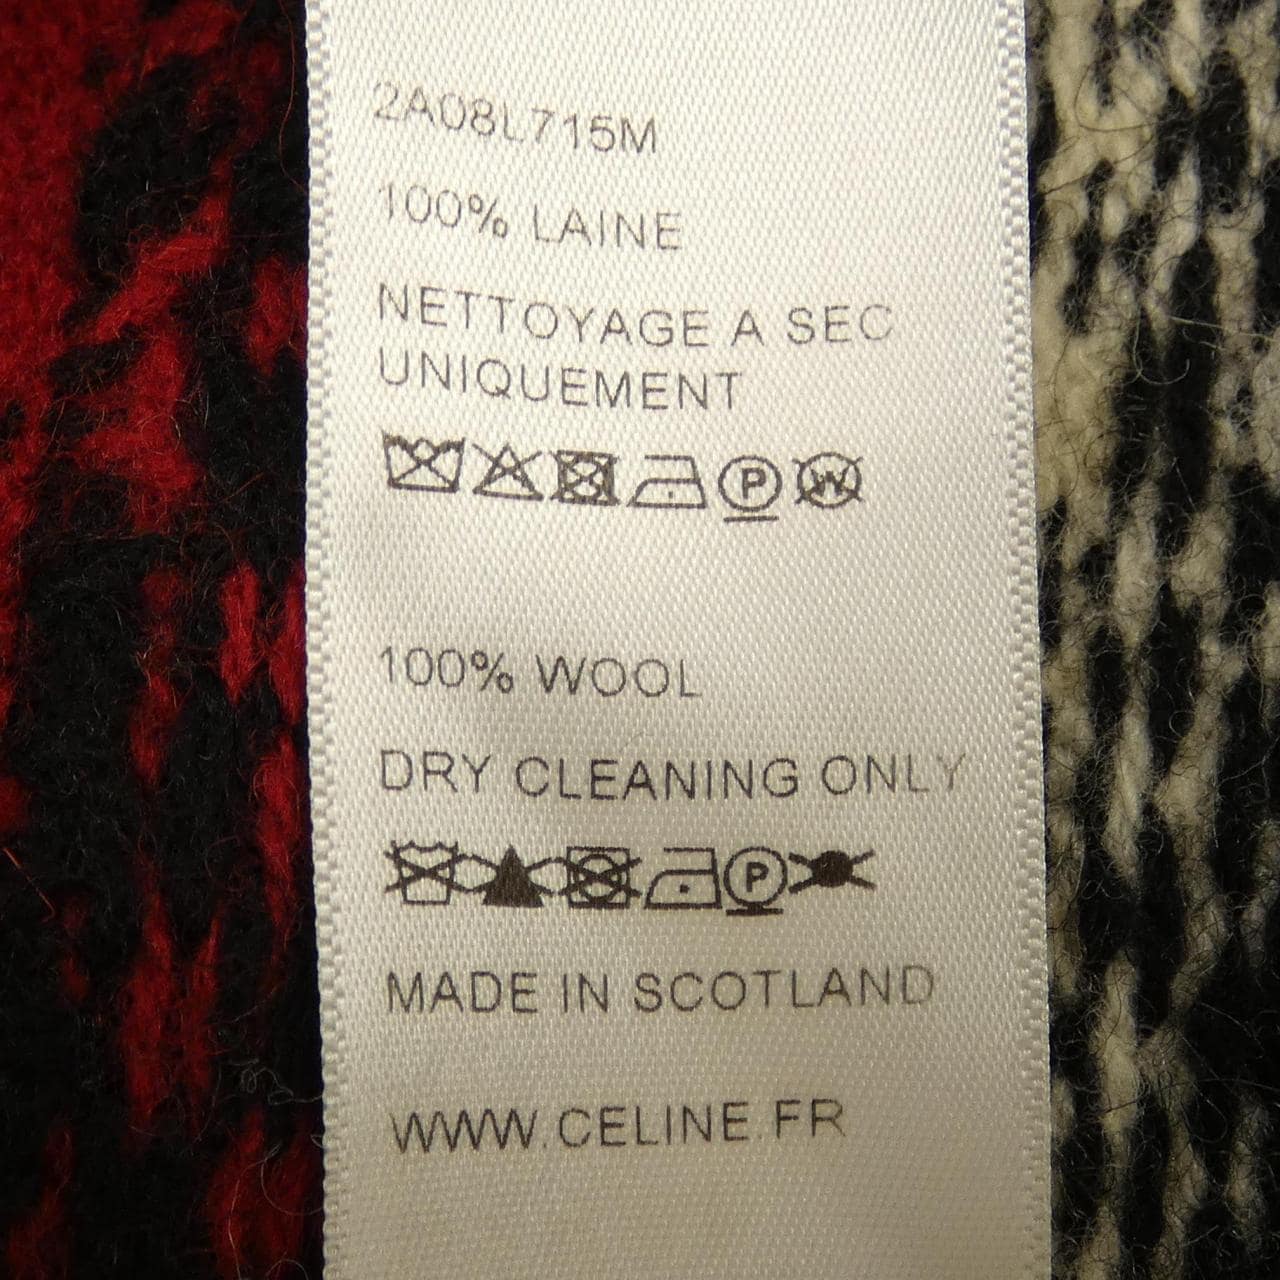 2A08L715M
100% LAINE
NETTOYAGE A SEC
UNIQUEMENT
P W
100% WOOL
DRY CLEANING ONLY
P
MADE IN SCOTLAND
WWW.CELINE.FR